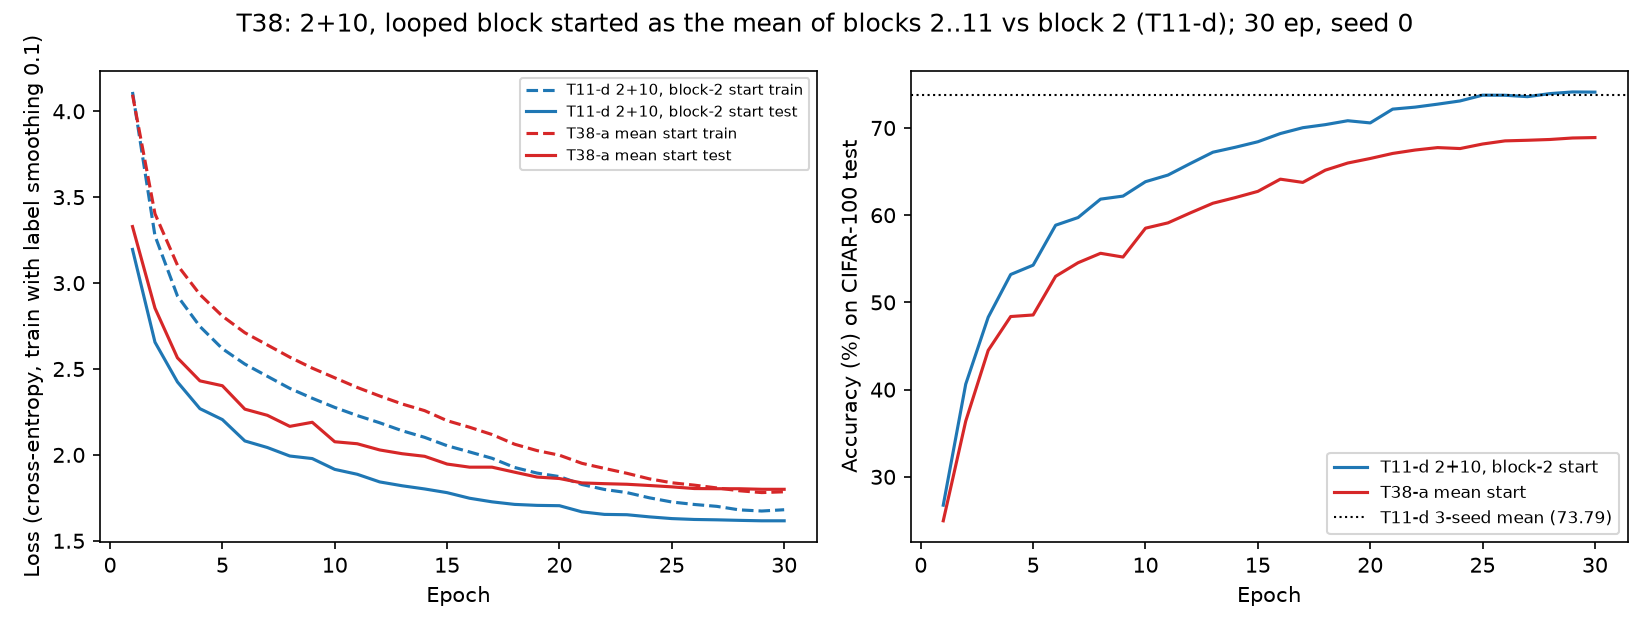 T38: 2+10, looped block started as the mean of blocks 2..11 vs block 2 (T11-d); 30 ep, seed 0
Loss (cross-entropy, train with label smoothing 0.1)
4.0
3.5
3.0
2.5
2.0
1.5
0
5
10
15
20
25
30
Epoch
T11-d 2+10, block-2 start train
T11-d 2+10, block-2 start test
T38-a mean start train
T38-a mean start test
Accuracy (%) on CIFAR-100 test
70
60
50
40
30
0
5
10
15
20
25
30
Epoch
T11-d 2+10, block-2 start
T38-a mean start
T11-d 3-seed mean (73.79)